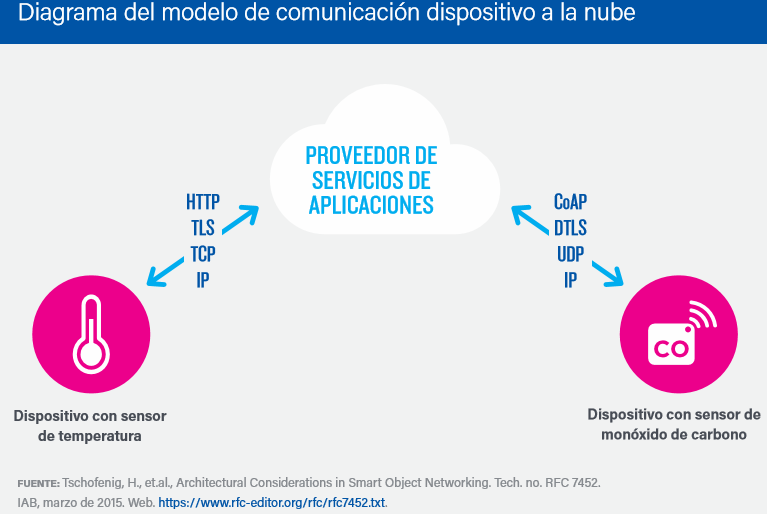 Diagrama del modelo de comunicación dispositivo a la nube
PROVEEDOR DE
SERVICIOS DE
APLICACIONES
HTTP
TLS
TCP
IP
CoAP
DTLS
UDP
IP
CO
Dispositivo con sensor
de temperatura
Dispositivo con sensor de
monóxido de carbono
FUENTE: Tschofenig, H., et.al., Architectural Considerations in Smart Object Networking. Tech. no. RFC 7452.
IAB, marzo de 2015. Web. https://www.rfc-editor.org/rfc/rfc7452.txt.